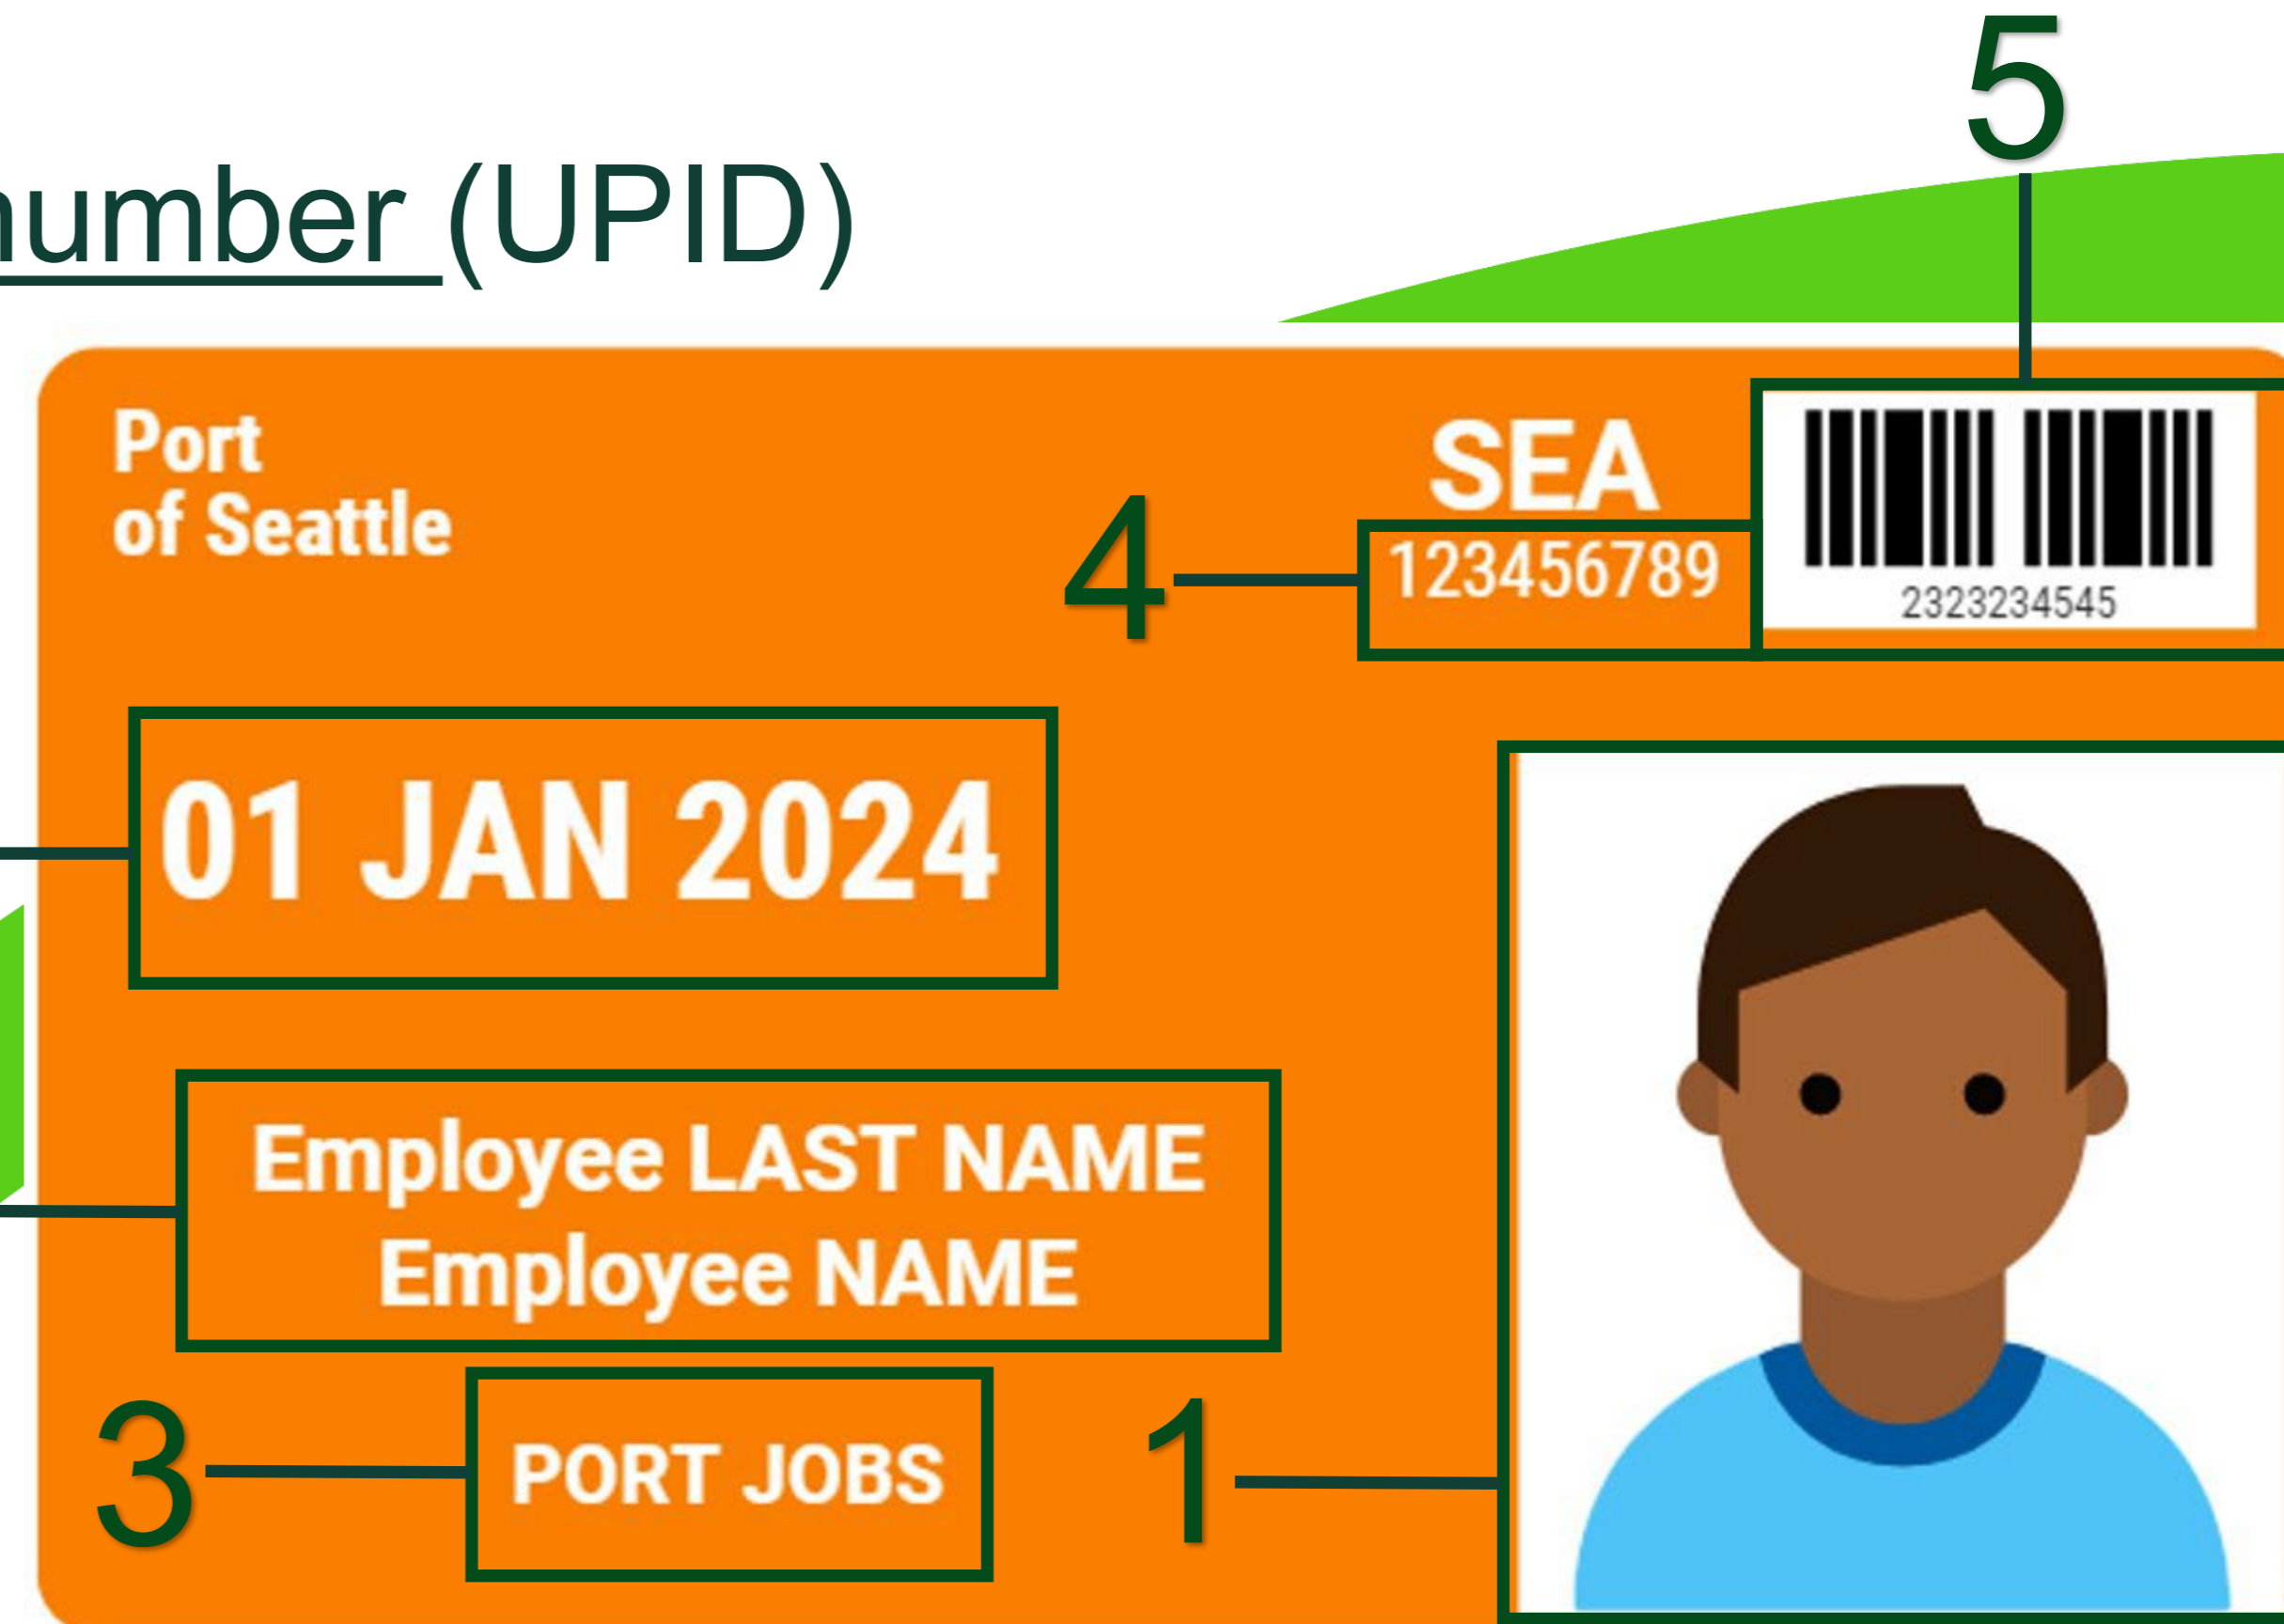 5
number (UPID)
Port
of Seattle
SEA
4
123456789
2323234545
01 JAN 2024
Employee LAST NAME
Employee NAME
3
PORT JOBS
1